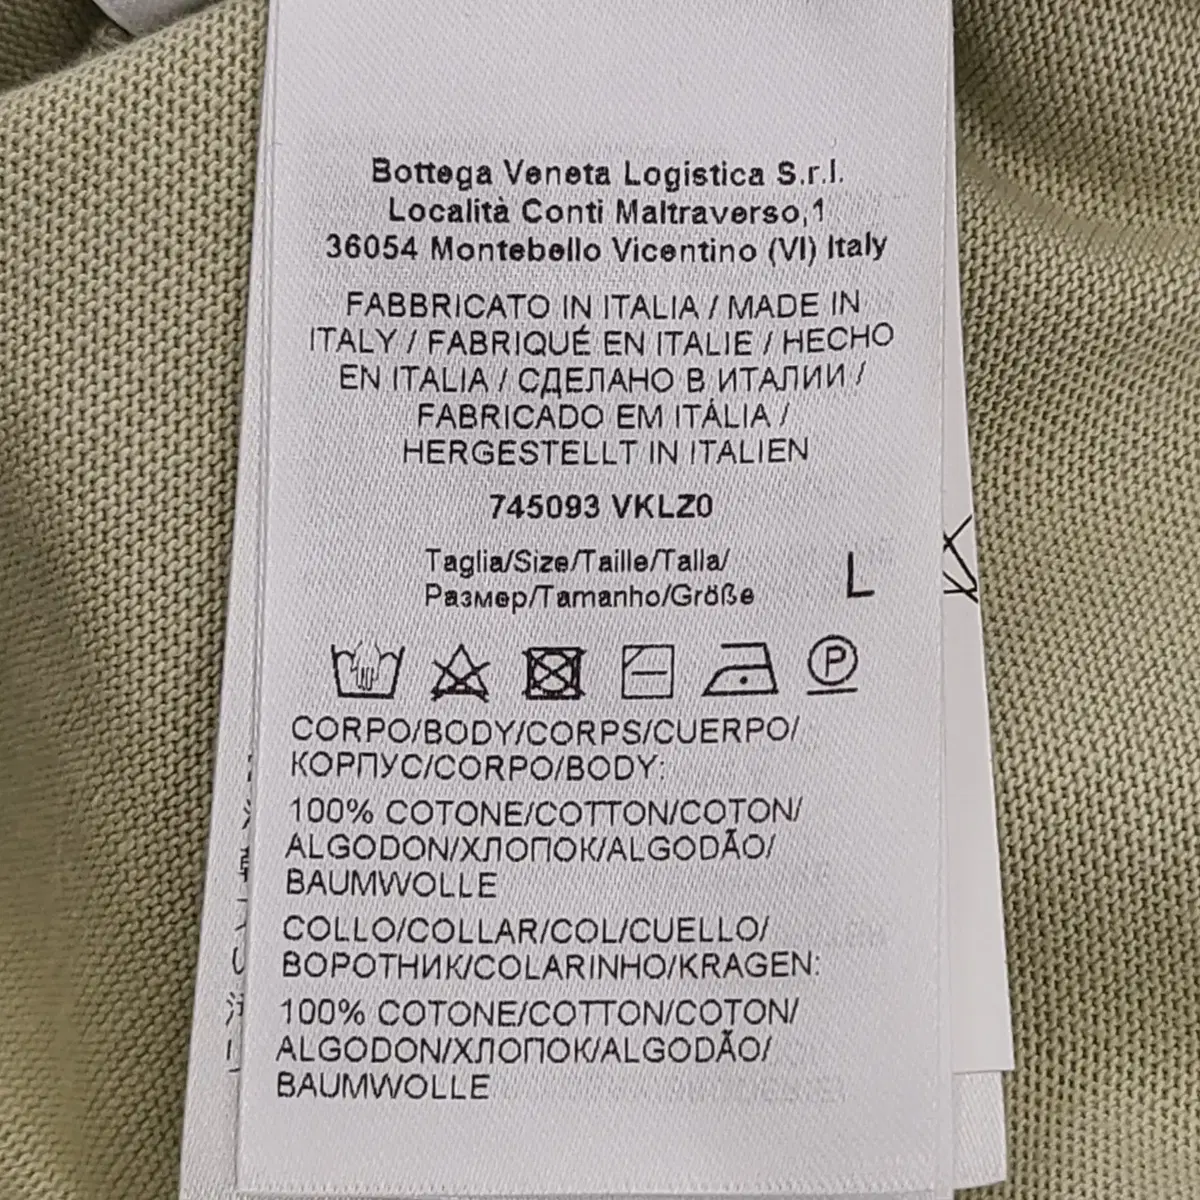 Bottega Veneta Logistica S.r.l.
Località Conti Maltraverso,1
36054 Montebello Vicentino (VI) Italy
FABBRICATO IN ITALIA / MADE IN
ITALY / FABRIQUÉ EN ITALIE / HECHO
EN ITALIA / СДЕЛАНО В ИТАЛИИ /
FABRICADO EM ITÁLIA /
HERGESTELLT IN ITALIEN
745093 VKLZ0
Taglia/Size/Taille/Talla/
Размер/Tamanho/Größe
L
P
CORPO/BODY/CORPS/CUERPO/
КОРПУС/CORPO/BODY:
100% COTONE/COTTON/COTON/
ALGODON/ХЛОПОК/ALGODÃO/
BAUMWOLLE
COLLO/COLLAR/COL/CUELLO/
ВОРОТНИК/COLARINHO/KRAGEN:
100% COTONE/COTTON/COTON/
ALGODON/ХЛОПОК/ALGODÃO/
BAUMWOLLE